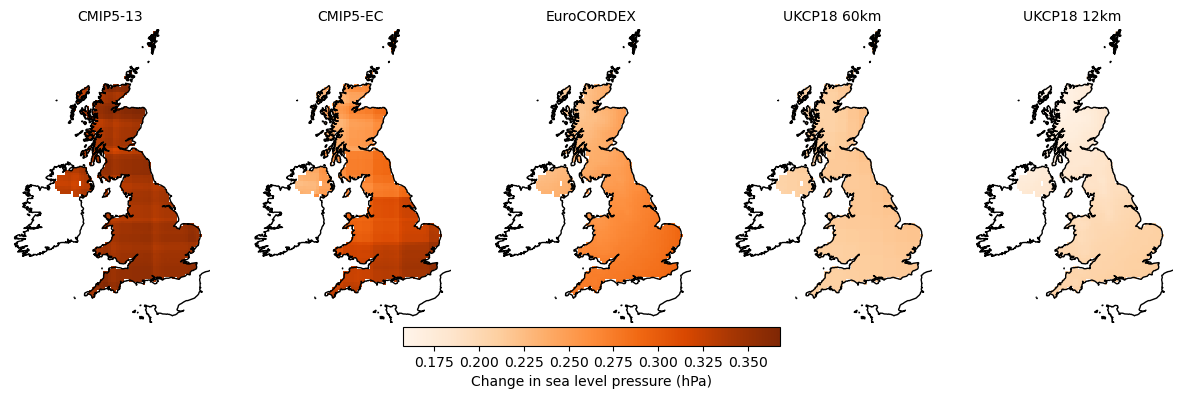 CMIP5-13
CMIP5-EC
EuroCORDEX
UKCP18 60km
UKCP18 12km
0.175 0.200 0.225 0.250 0.275 0.300 0.325 0.350
Change in sea level pressure (hPa)